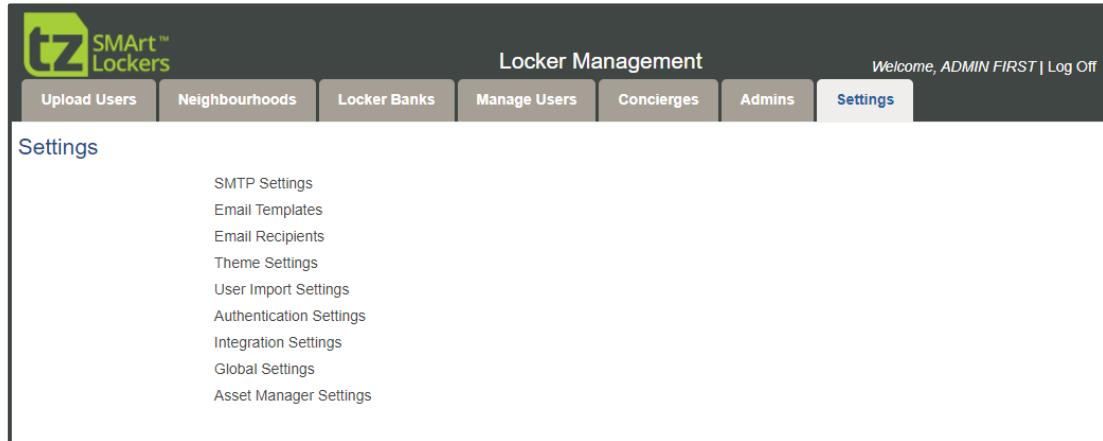 tz SMArt™
Lockers
Locker Management
Welcome, ADMIN FIRST | Log Off
Upload Users Neighbourhoods Locker Banks Manage Users Concierges Admins Settings
Settings
SMTP Settings
Email Templates
Email Recipients
Theme Settings
User Import Settings
Authentication Settings
Integration Settings
Global Settings
Asset Manager Settings